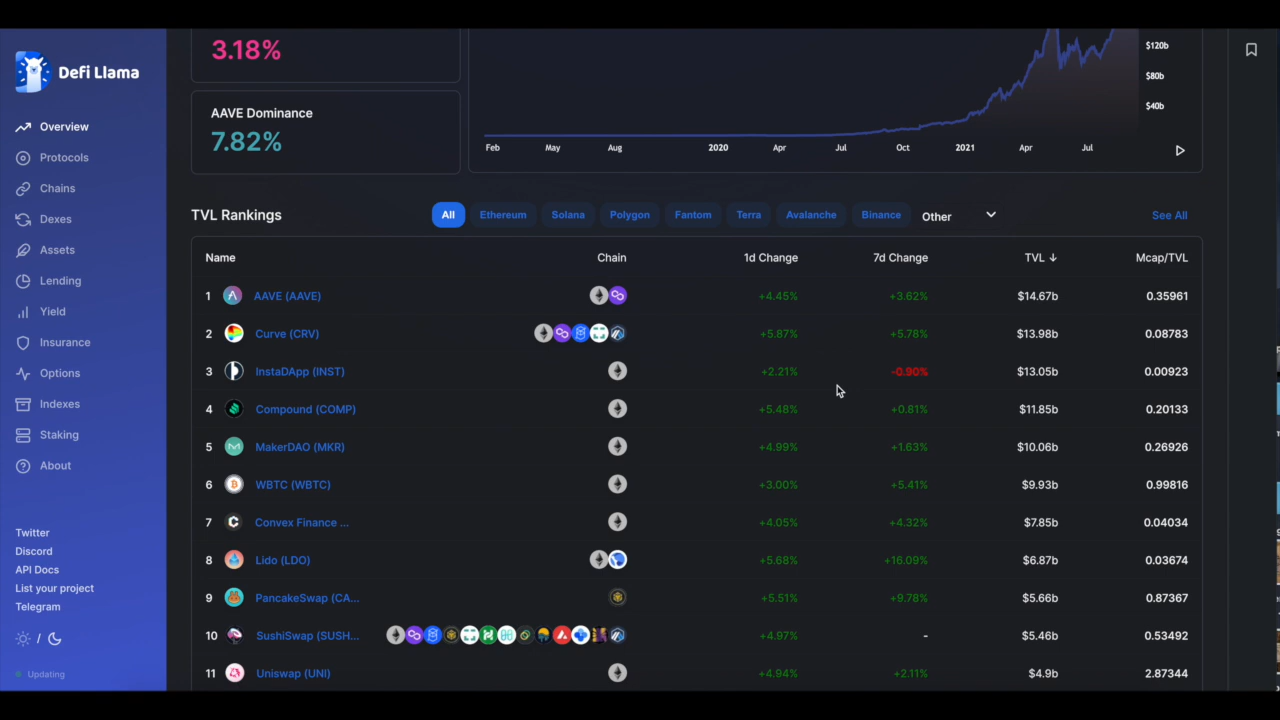 Defi Llama
Overview
Protocols
Chains
Dexes
Assets
Lending
Yield
Insurance
Options
Indexes
Staking
About
Twitter
Discord
API Docs
List your project
Telegram
/
Updating
3.18%
AAVE Dominance
7.82%
$120b
$80b
$40b
Feb May Aug 2020 Apr Jul Oct 2021 Apr Jul
TVL Rankings All Ethereum Solana Polygon Fantom Terra Avalanche Binance Other See All
Name Chain 1d Change 7d Change TVL ↓ Mcap/TVL
1 AAVE (AAVE) +4.45% +3.62% $14.67b 0.35961
2 Curve (CRV) +5.87% +5.78% $13.98b 0.08783
3 InstaDApp (INST) +2.21% -0.90% $13.05b 0.00923
4 Compound (COMP) +5.48% +0.81% $11.85b 0.20133
5 MakerDAO (MKR) +4.99% +1.63% $10.06b 0.26926
6 WBTC (WBTC) +3.00% +5.41% $9.93b 0.99816
7 Convex Finance ... +4.05% +4.32% $7.85b 0.04034
8 Lido (LDO) +5.68% +16.09% $6.87b 0.03674
9 PancakeSwap (CA... +5.51% +9.78% $5.66b 0.87367
10 SushiSwap (SUSH... +4.97% - $5.46b 0.53492
11 Uniswap (UNI) +4.94% +2.11% $4.9b 2.87344